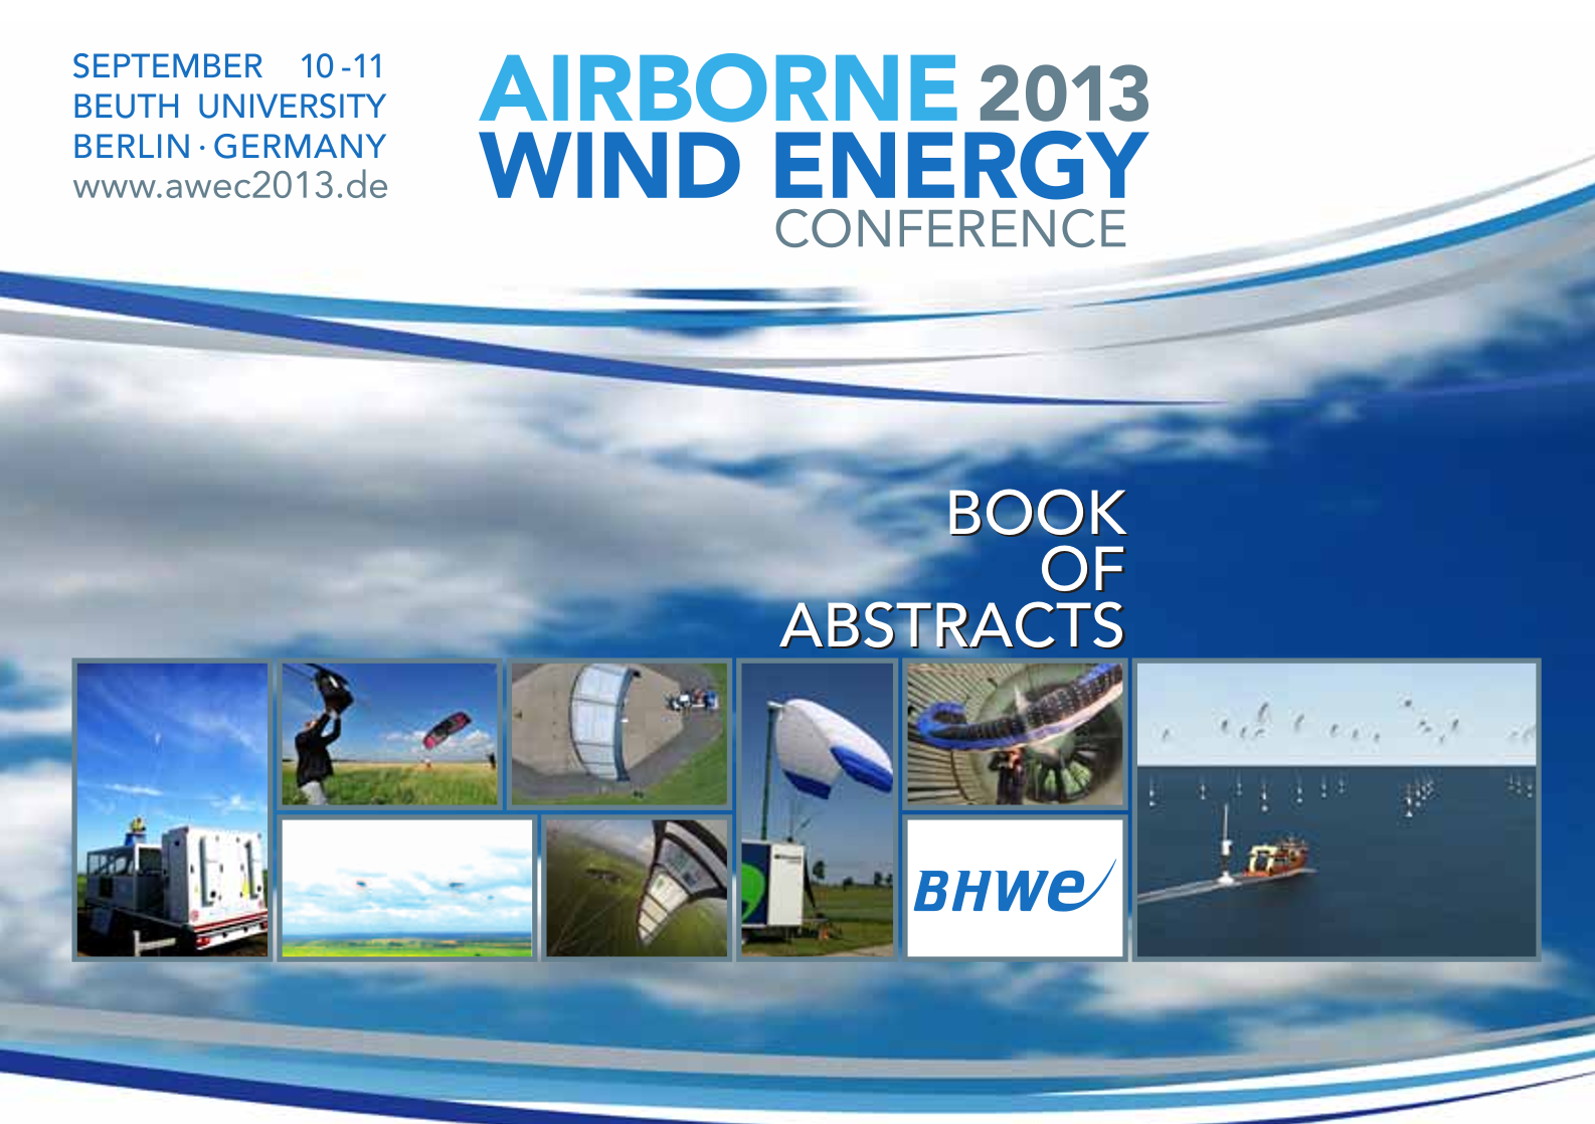 SEPTEMBER 10-11
BEUTH UNIVERSITY
BERLIN · GERMANY
www.awec2013.de
AIRBORNE 2013
WIND ENERGY
CONFERENCE
BOOK
OF
ABSTRACTS
BHWe